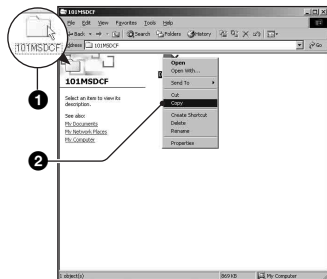 101MSDCF
File Edit View Favorites Tools Help
Back Search Folders History
Address 101MSDCF Go
101MSDCF
:101MSDCF
Select an item to view its
description.
See also:
My Documents
My Network Places
My Computer
Open
Open With...
Send To
Cut
Copy
Create Shortcut
Delete
Rename
Properties
1
2
1 object(s) 869 KB My Computer